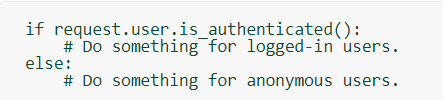 if request.user.is_authenticated():
    # Do something for logged-in users.
else:
    # Do something for anonymous users.